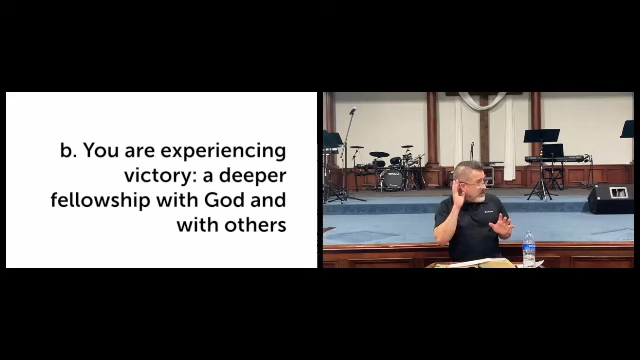 b. You are experiencing
victory: a deeper
fellowship with God and
with others